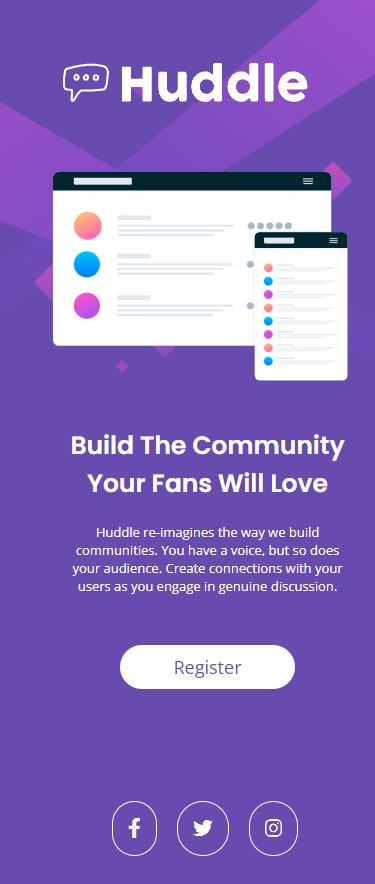 Huddle
Build The Community
Your Fans Will Love
Huddle re-imagines the way we build
communities. You have a voice, but so does
your audience. Create connections with your
users as you engage in genuine discussion.
Register